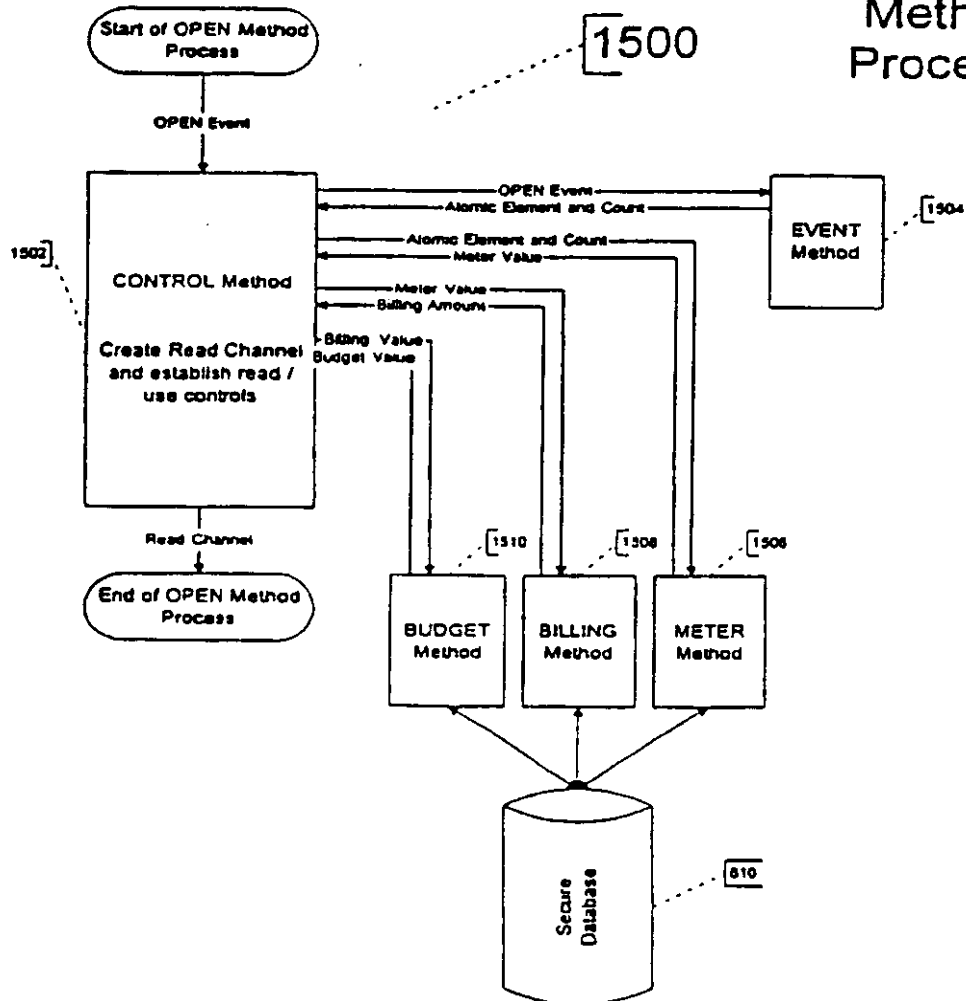 Start of OPEN Method
Process
1500
Meth
Proce
OPEN Event
OPEN Event
Atomic Element and Count
EVENT
Method
1504
1502
Atomic Element and Count
Meter Value
CONTROL Method
Meter Value
Billing Amount
Create Read Channel
and establish read /
use controls
Billing Value
Budget Value
Read Channel
End of OPEN Method
Process
1510
1508
1506
BUDGET
Method
BILLING
Method
METER
Method
Secure
Database
610